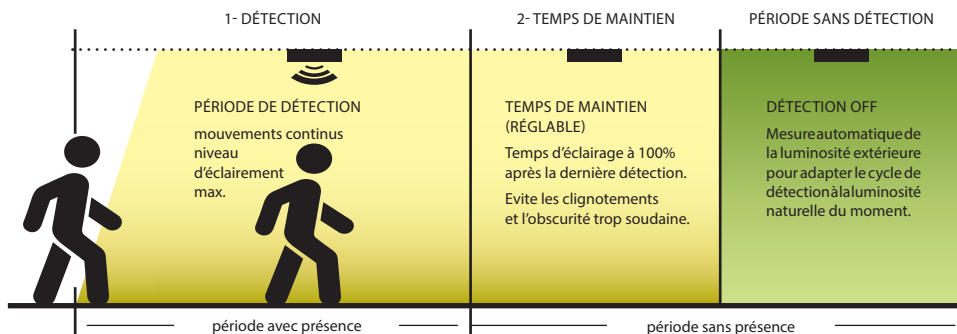 1- DÉTECTION
2- TEMPS DE MAINTIEN
PÉRIODE SANS DÉTECTION
PÉRIODE DE DÉTECTION
mouvements continus
niveau
d’éclairement
max.
TEMPS DE MAINTIEN
(RÉGLABLE)
Temps d’éclairage à 100%
après la dernière détection.
Evite les clignotements
et l’obscurité trop soudaine.
DÉTECTION OFF
Mesure automatique de
la luminosité extérieure
pour adapter le cycle de
détection à la luminosité
naturelle du moment.
période avec présence
période sans présence